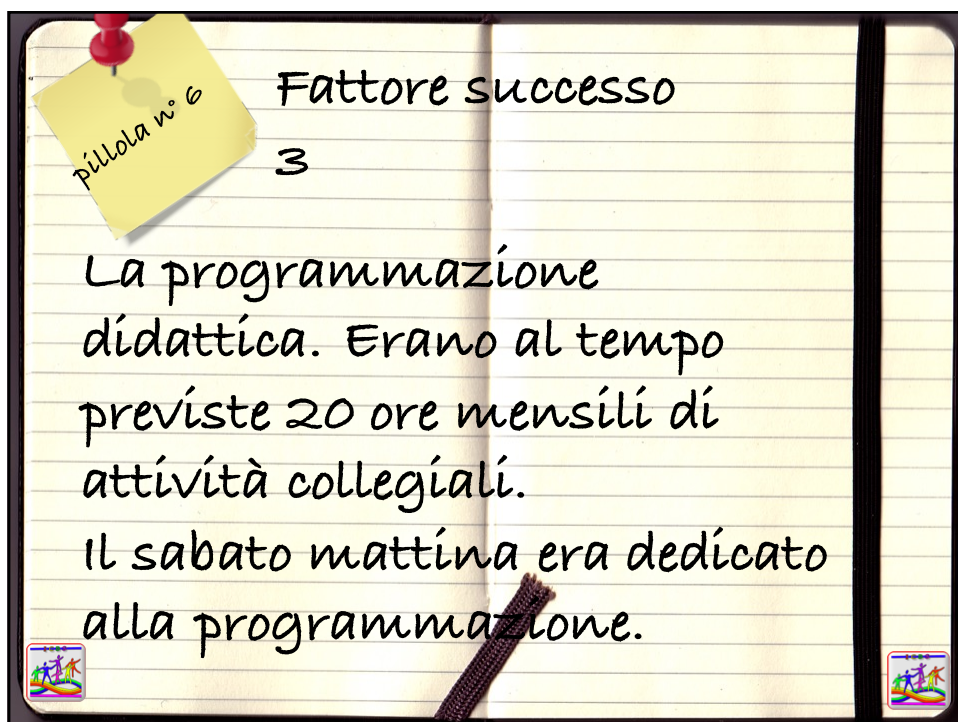 pillola n° 6
Fattore successo
3
La programmazione
didattica. Erano al tempo
previste 20 ore mensili di
attività collegiali.
Il sabato mattina era dedicato
alla programmazione.